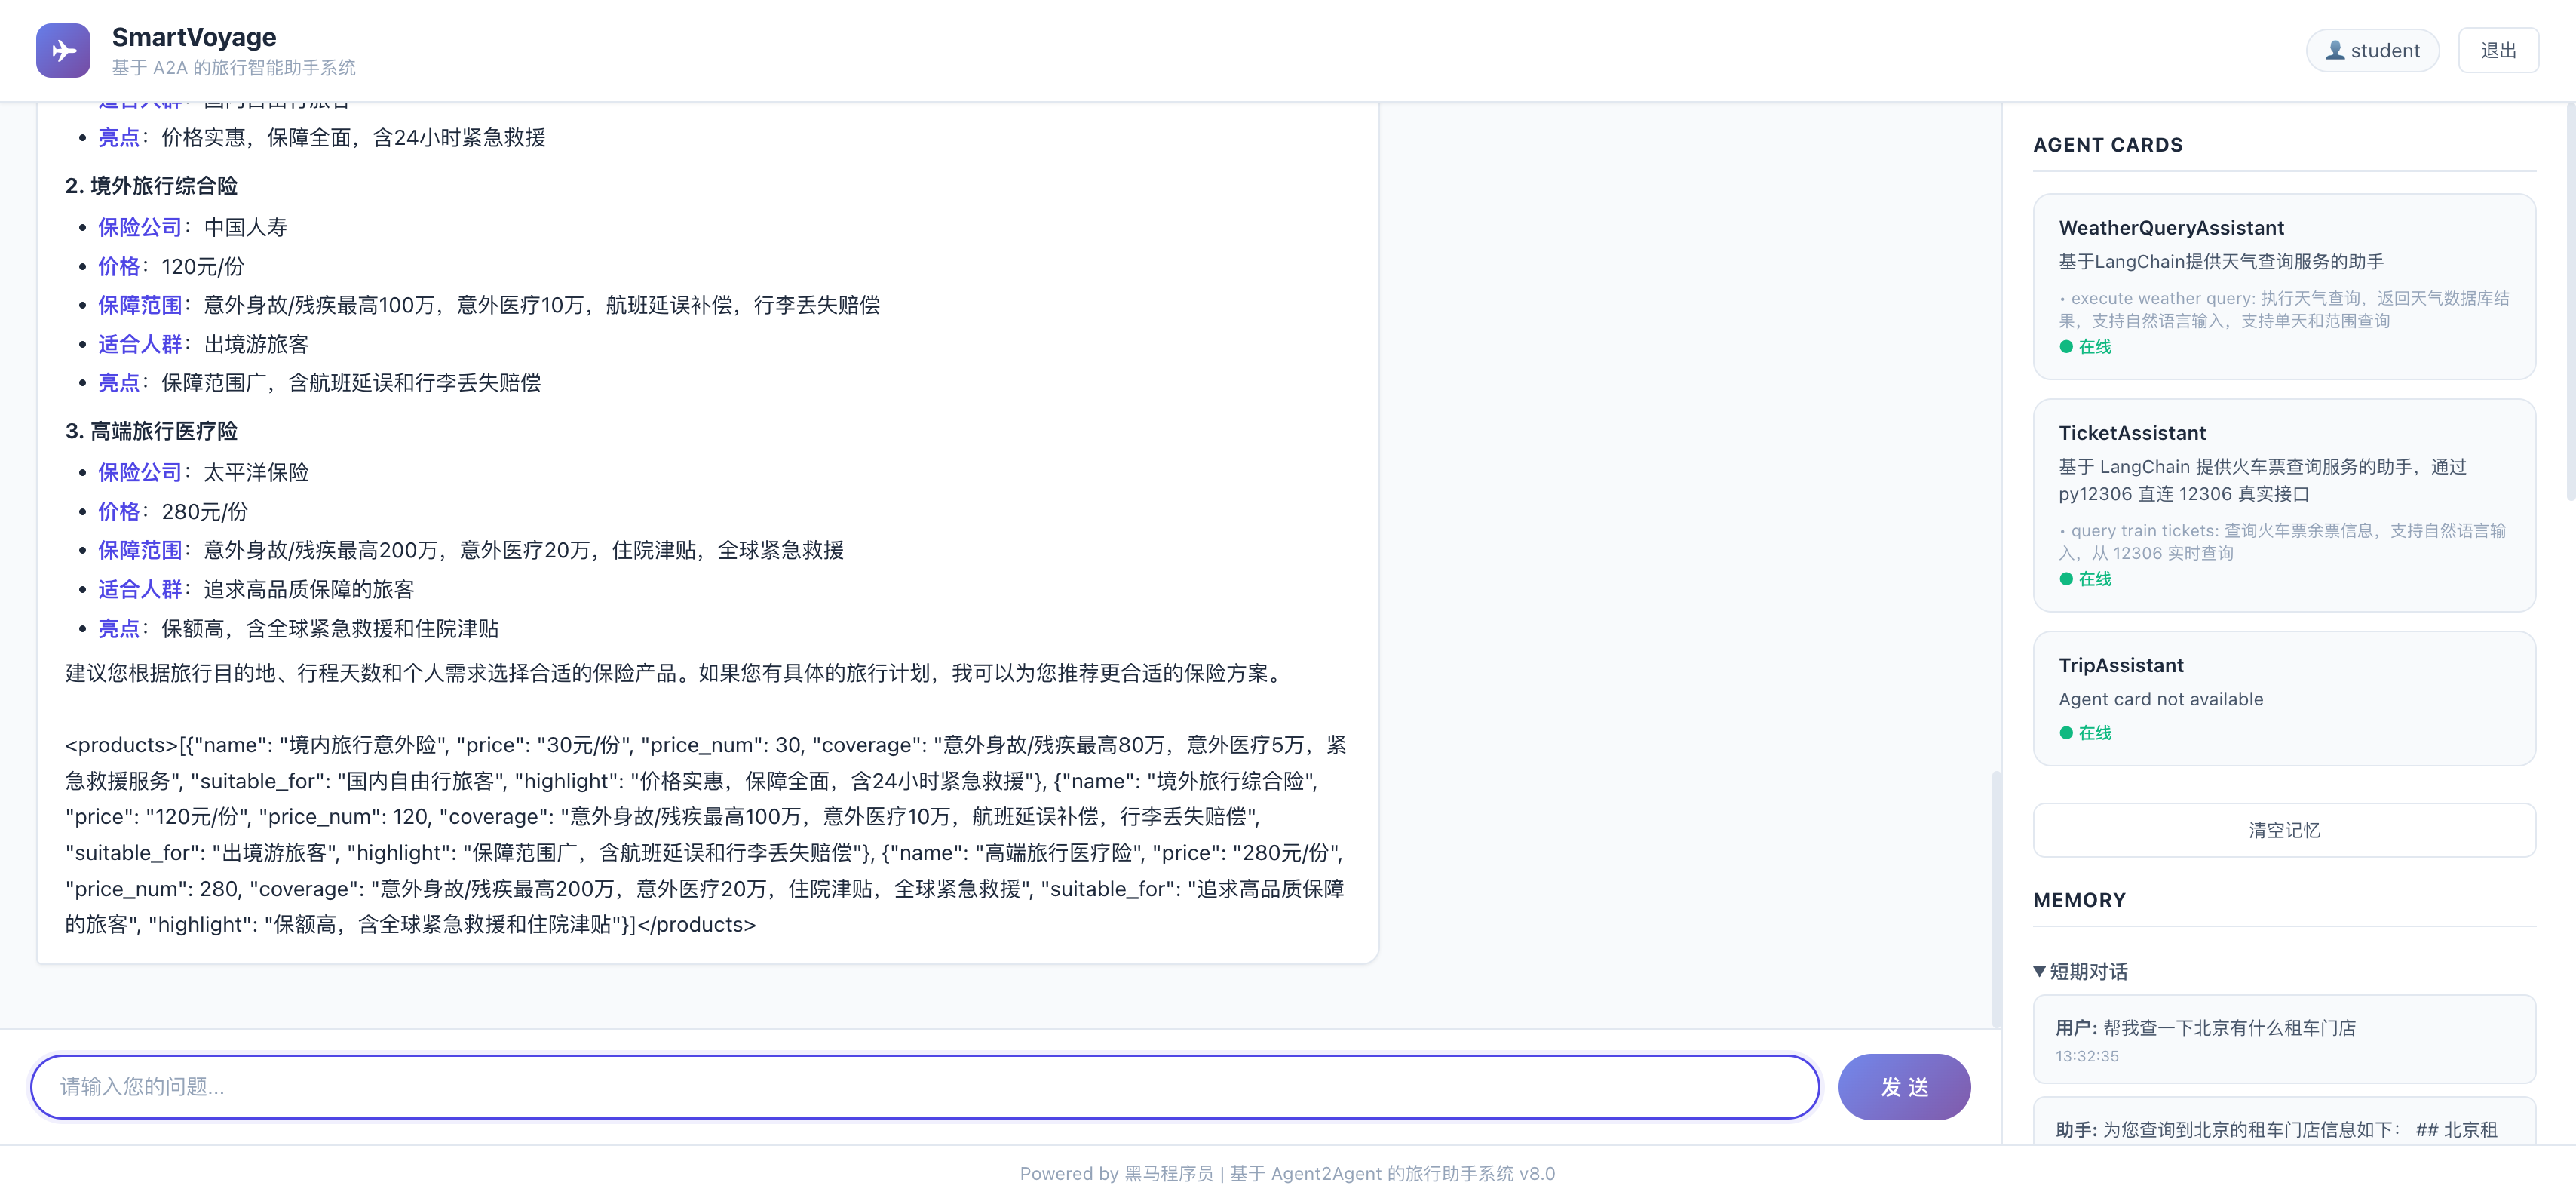 SmartVoyage
基于 A2A 的旅行智能助手系统
👤 student
退出
适合人群：国内自由行旅客
• 亮点：价格实惠，保障全面，含24小时紧急救援
2. 境外旅行综合险
• 保险公司：中国人寿
• 价格：120元/份
• 保障范围：意外身故/残疾最高100万，意外医疗10万，航班延误补偿，行李丢失赔偿
• 适合人群：出境游旅客
• 亮点：保障范围广，含航班延误和行李丢失赔偿
3. 高端旅行医疗险
• 保险公司：太平洋保险
• 价格：280元/份
• 保障范围：意外身故/残疾最高200万，意外医疗20万，住院津贴，全球紧急救援
• 适合人群：追求高品质保障的旅客
• 亮点：保额高，含全球紧急救援和住院津贴
建议您根据旅行目的地、行程天数和个人需求选择合适的保险产品。如果您有具体的旅行计划，我可以为您推荐更合适的保险方案。
<products>[{"name": "境内旅行意外险", "price": "30元/份", "price_num": 30, "coverage": "意外身故/残疾最高80万，意外医疗5万，紧
急救援服务", "suitable_for": "国内自由行旅客", "highlight": "价格实惠，保障全面，含24小时紧急救援"}, {"name": "境外旅行综合险",
"price": "120元/份", "price_num": 120, "coverage": "意外身故/残疾最高100万，意外医疗10万，航班延误补偿，行李丢失赔偿",
"suitable_for": "出境游旅客", "highlight": "保障范围广，含航班延误和行李丢失赔偿"}, {"name": "高端旅行医疗险", "price": "280元/份",
"price_num": 280, "coverage": "意外身故/残疾最高200万，意外医疗20万，住院津贴，全球紧急救援", "suitable_for": "追求高品质保障
的旅客", "highlight": "保额高，含全球紧急救援和住院津贴"}]</products>
请输入您的问题...
发 送
AGENT CARDS
WeatherQueryAssistant
基于LangChain提供天气查询服务的助手
• execute weather query: 执行天气查询，返回天气数据库结
果，支持自然语言输入，支持单天和范围查询
在线
TicketAssistant
基于 LangChain 提供火车票查询服务的助手，通过
py12306 直连 12306 真实接口
• query train tickets: 查询火车票余票信息，支持自然语言输
入，从 12306 实时查询
在线
TripAssistant
Agent card not available
在线
清空记忆
MEMORY
▼ 短期对话
用户: 帮我查一下北京有什么租车门店
13:32:35
助手: 为您查询到北京的租车门店信息如下： ## 北京租
Powered by 黑马程序员 | 基于 Agent2Agent 的旅行助手系统 v8.0